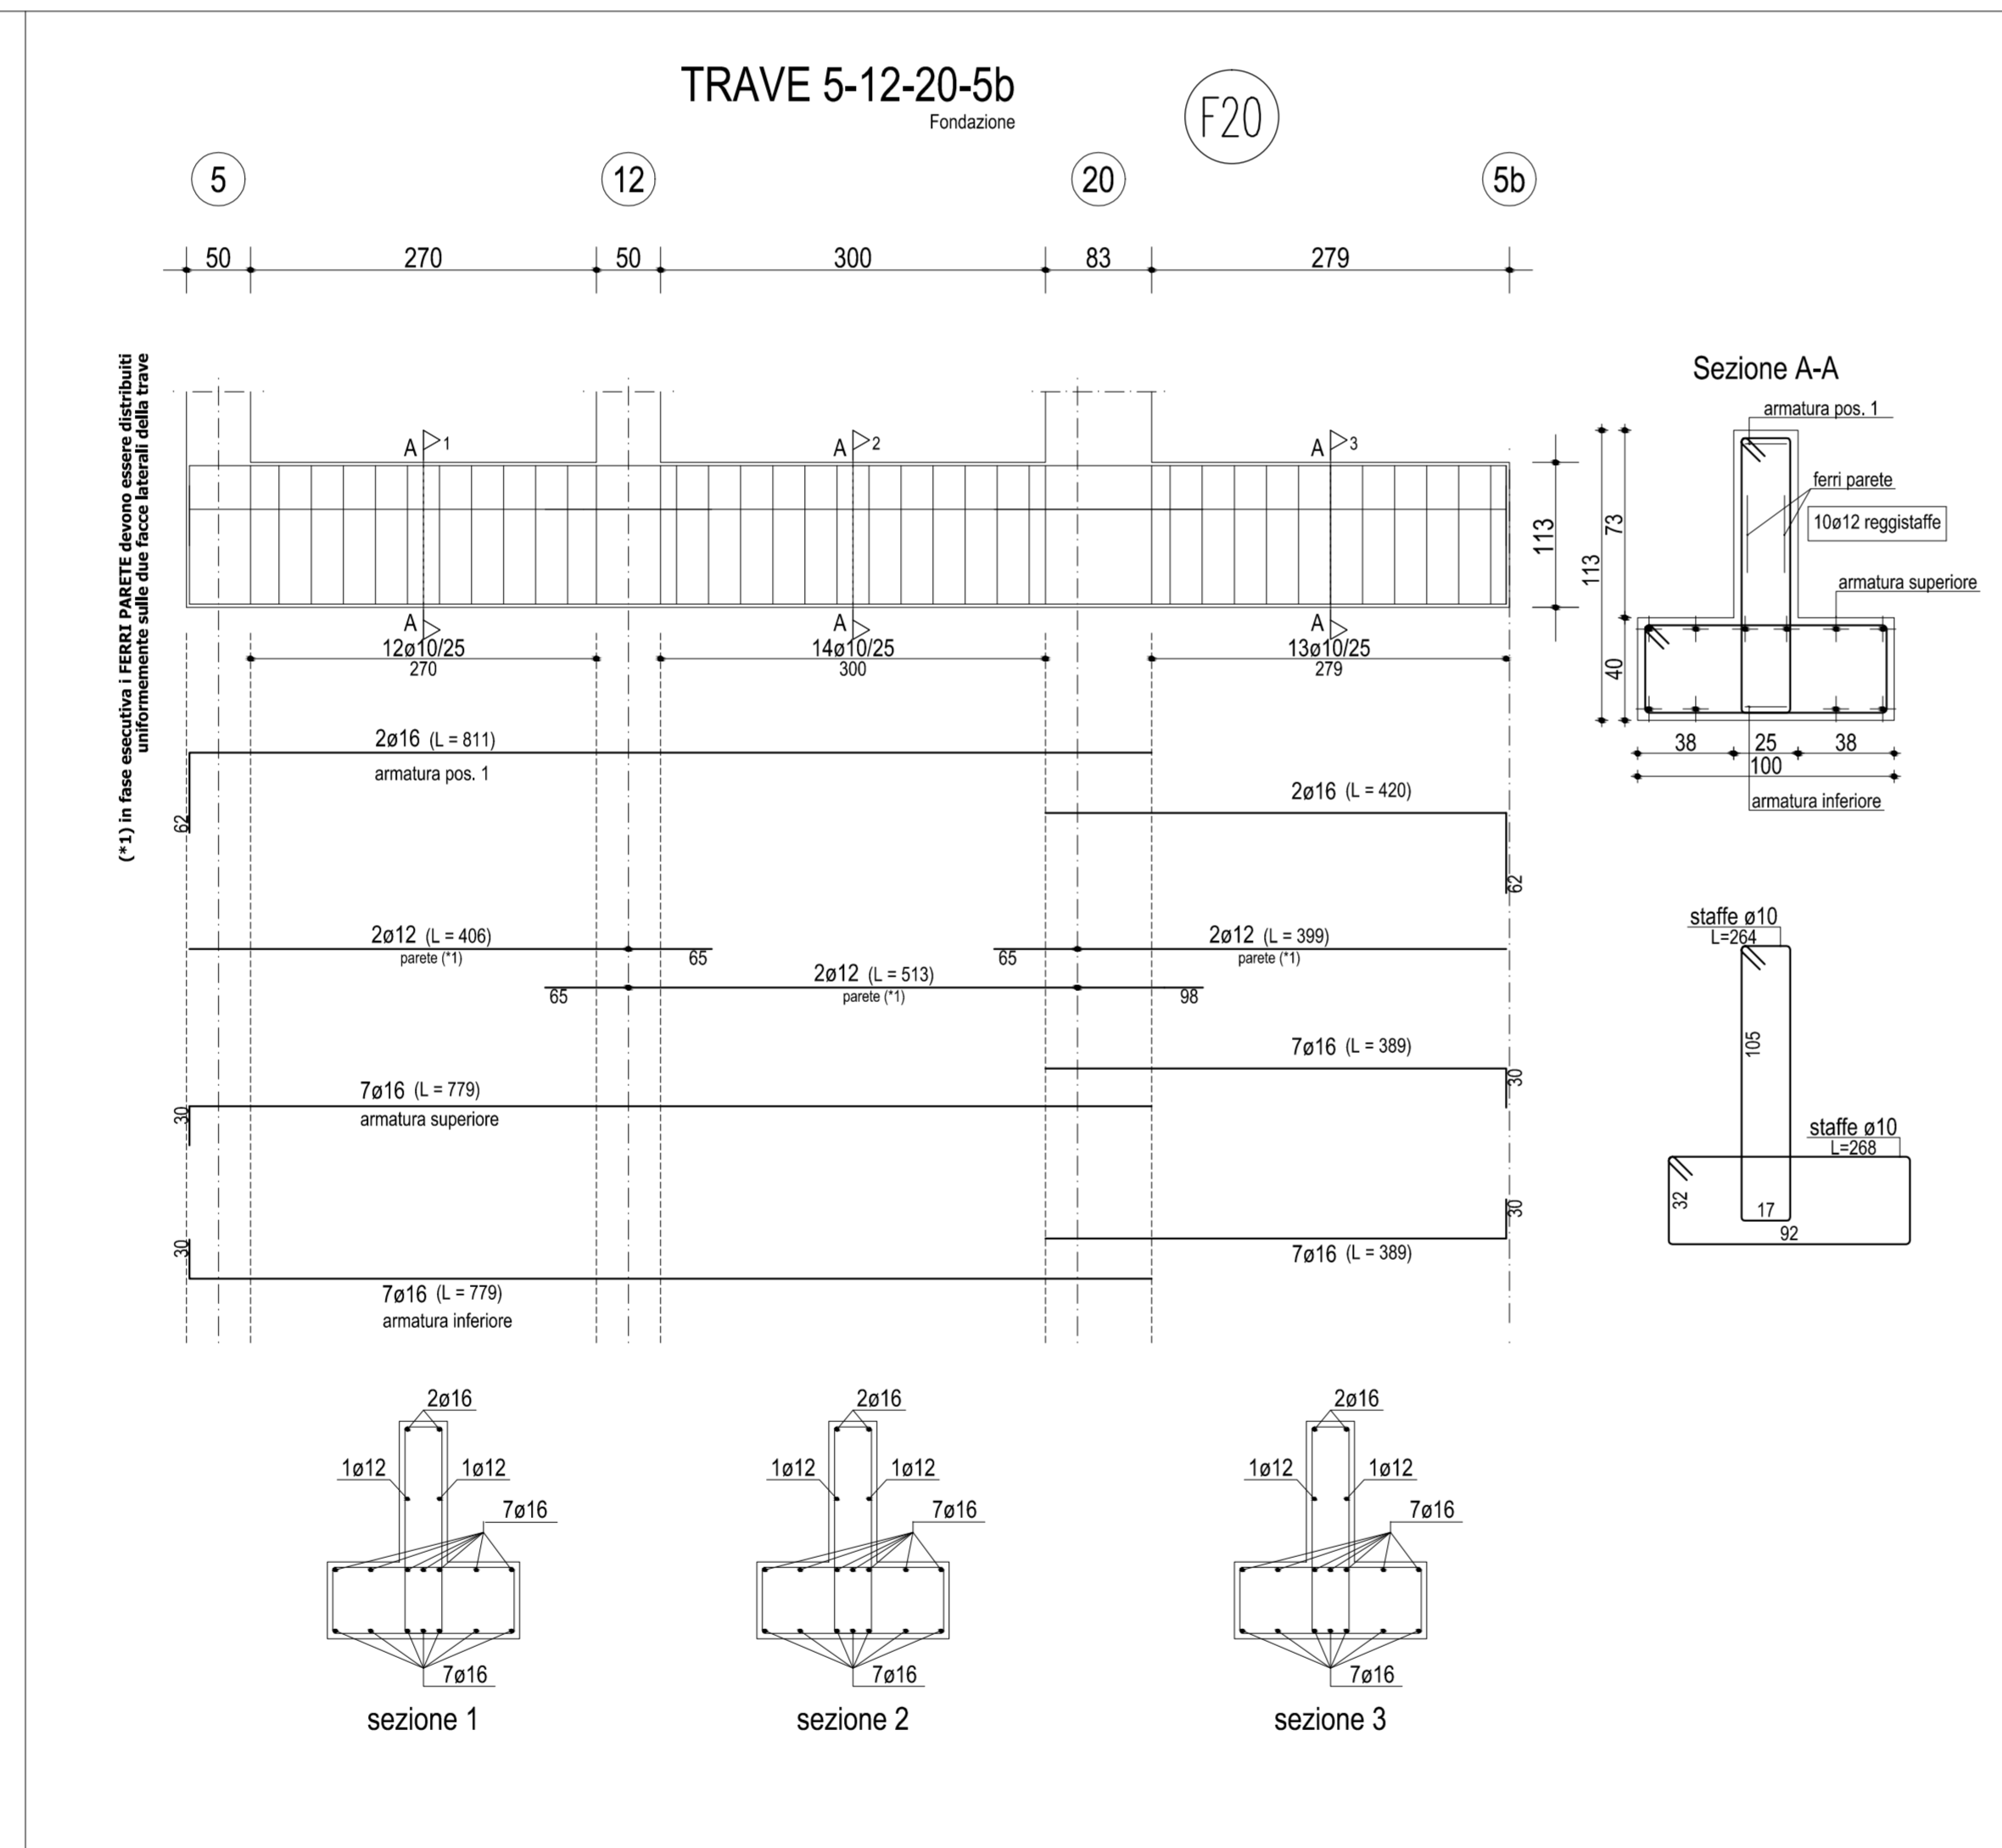 TRAVE 5-12-20-5b
Fondazione
F20
5
12
20
5b
50
270
50
300
83
279
(*1) in fase esecutiva i FERRI PARETE devono essere distribuiti
uniformemente sulle due facce laterali della trave
A
1
A
2
A
3
113
A
A
A
12ø10/25
270
14ø10/25
300
13ø10/25
279
2ø16 (L = 811)
armatura pos. 1
62
2ø16 (L = 420)
62
2ø12 (L = 406)
parete (*1)
65
65
2ø12 (L = 399)
parete (*1)
2ø12 (L = 513)
parete (*1)
65
98
7ø16 (L = 389)
30
7ø16 (L = 779)
armatura superiore
30
30
7ø16 (L = 389)
30
7ø16 (L = 779)
armatura inferiore
Sezione A-A
armatura pos. 1
ferri parete
10ø12 reggistaffe
armatura superiore
73
113
40
38
25
38
100
armatura inferiore
staffe ø10
L=264
105
staffe ø10
L=268
32
17
92
2ø16
1ø12
1ø12
7ø16
7ø16
sezione 1
2ø16
1ø12
1ø12
7ø16
7ø16
sezione 2
2ø16
1ø12
1ø12
7ø16
7ø16
sezione 3